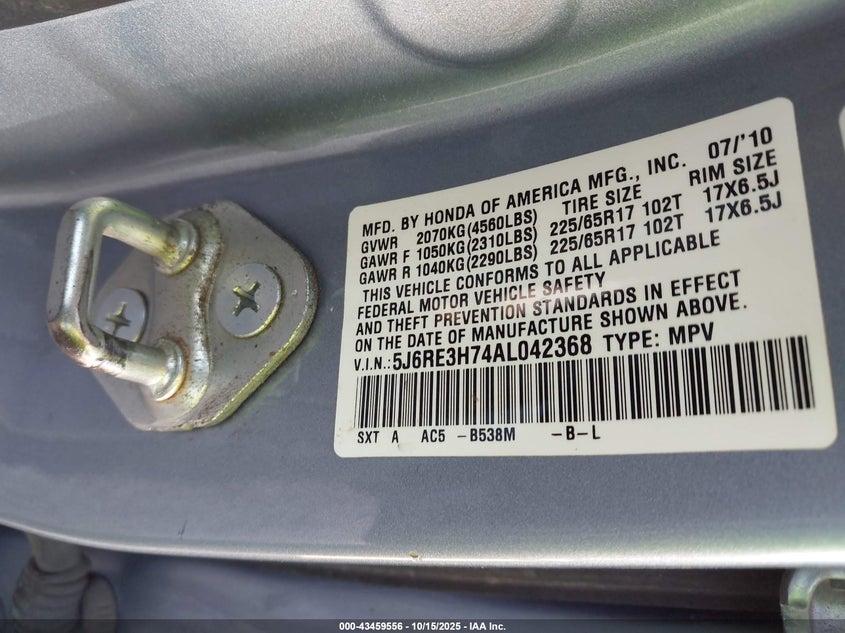 MFD. BY HONDA OF AMERICA MFG., INC. 07/'10
GVWR 2070KG(4560LBS) TIRE SIZE RIM SIZE
GAWR F 1050KG(2310LBS) 225/65R17 102T 17X6.5J
GAWR R 1040KG(2290LBS) 225/65R17 102T 17X6.5J
THIS VEHICLE CONFORMS TO ALL APPLICABLE
FEDERAL MOTOR VEHICLE SAFETY
AND THEFT PREVENTION STANDARDS IN EFFECT
ON THE DATE OF MANUFACTURE SHOWN ABOVE.
V.I.N.:5J6RE3H74AL042368 TYPE: MPV
SXT A AC5 -B538M -B-L
000-43459556 - 10/15/2025 - IAA Inc.